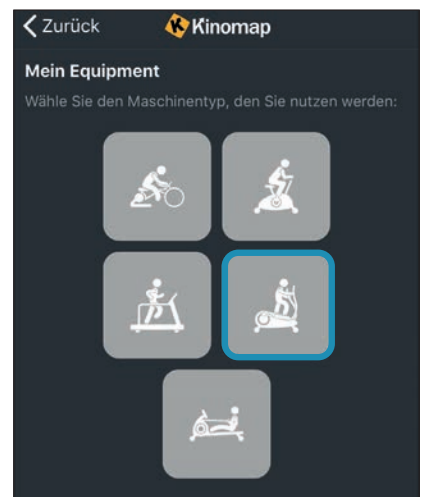 Zurück
Kinomap
Mein Equipment
Wähle Sie den Maschinentyp, den Sie nutzen werden: